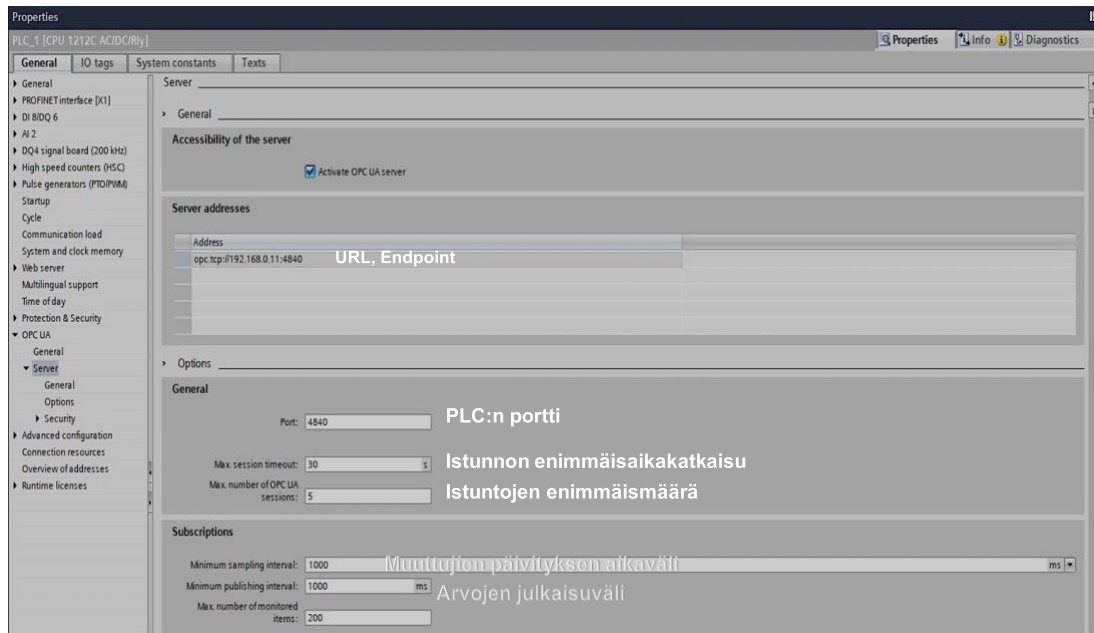 Properties
PLC_1 [CPU 1212C AC/DC/Rly]
Properties Info Diagnostics
General IO tags System constants Texts
General
PROFINET interface [X1]
DI 8/DQ 6
AI 2
DQ4 signal board (200 kHz)
High speed counters (HSC)
Pulse generators (PTO/PWM)
Startup
Cycle
Communication load
System and clock memory
Web server
Multilingual support
Time of day
Protection & Security
OPC UA
General
Server
General
Options
Security
Advanced configuration
Connection resources
Overview of addresses
Runtime licenses
Server
General
Accessibility of the server
Activate OPC UA server
Server addresses
Address
opc.tcp://192.168.0.11:4840 URL, Endpoint
Options
General
Port: 4840 PLC:n portti
Max. session timeout: 30 s Istunnon enimmäisaikakatkaisu
Max. number of OPC UA
sessions: 5 Istuntojen enimmäismäärä
Subscriptions
Minimum sampling interval: 1000 Muuttujien päivityksen aikaväli ms
Minimum publishing interval: 1000 ms Arvojen julkaisuväli
Max. number of monitored
items: 200